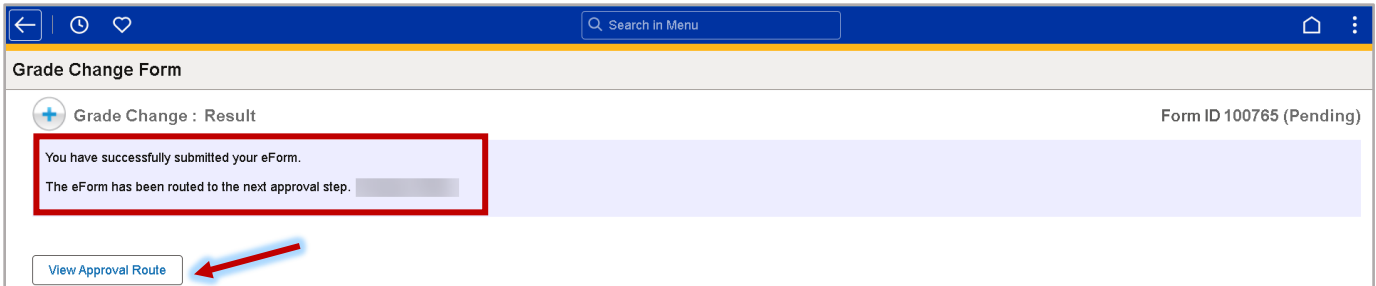 Search in Menu
Grade Change Form
Grade Change : Result
Form ID 100765 (Pending)
You have successfully submitted your eForm.
The eForm has been routed to the next approval step.
View Approval Route